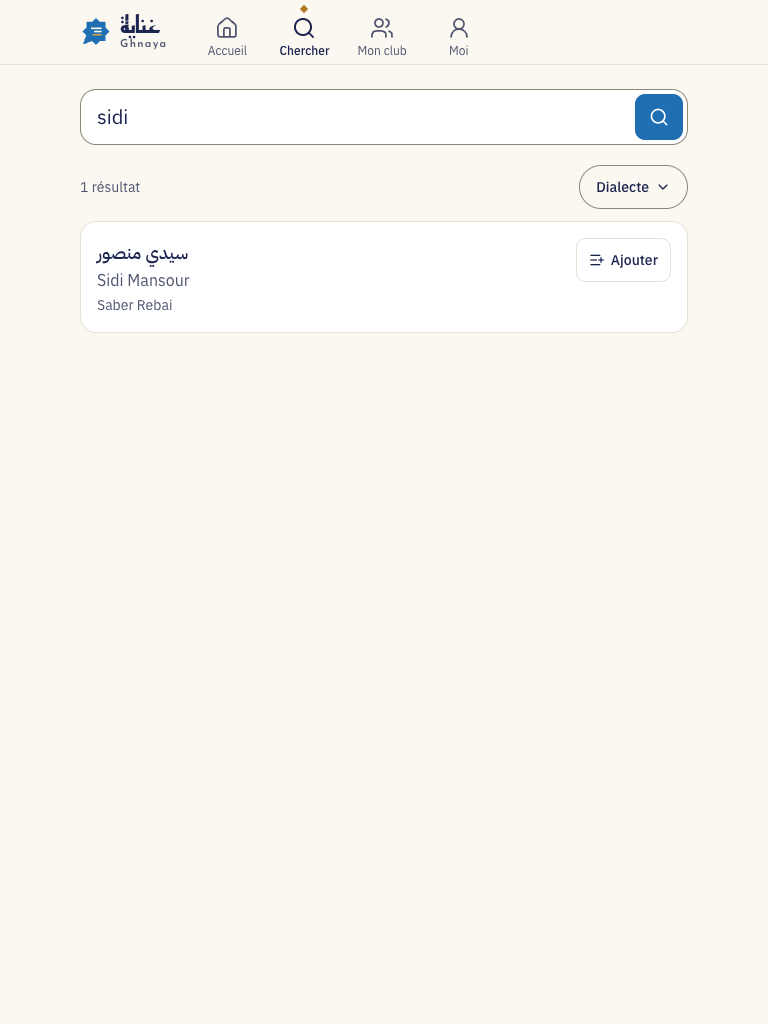 غناية
Ghnaya
Accueil
Chercher
Mon club
Moi
sidi
1 résultat
Dialecte
سيدي منصور
Sidi Mansour
Saber Rebai
Ajouter